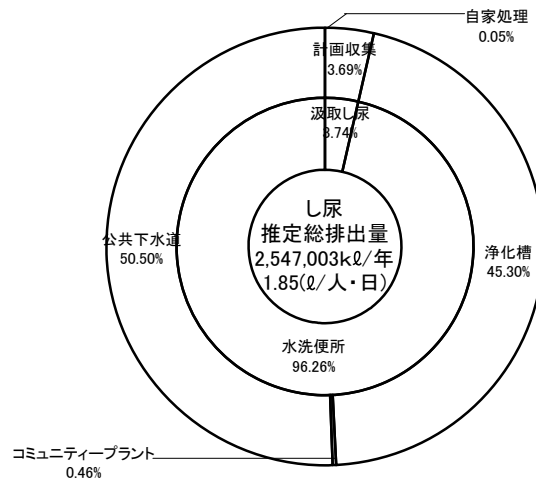 自家処理
0.05%
計画収集
3.69%
汲取し尿
3.74%
し尿
推定総排出量
2,547,003kℓ/年
1.85(ℓ/人・日)
公共下水道
50.50%
浄化槽
45.30%
水洗便所
96.26%
コミュニティープラント
0.46%